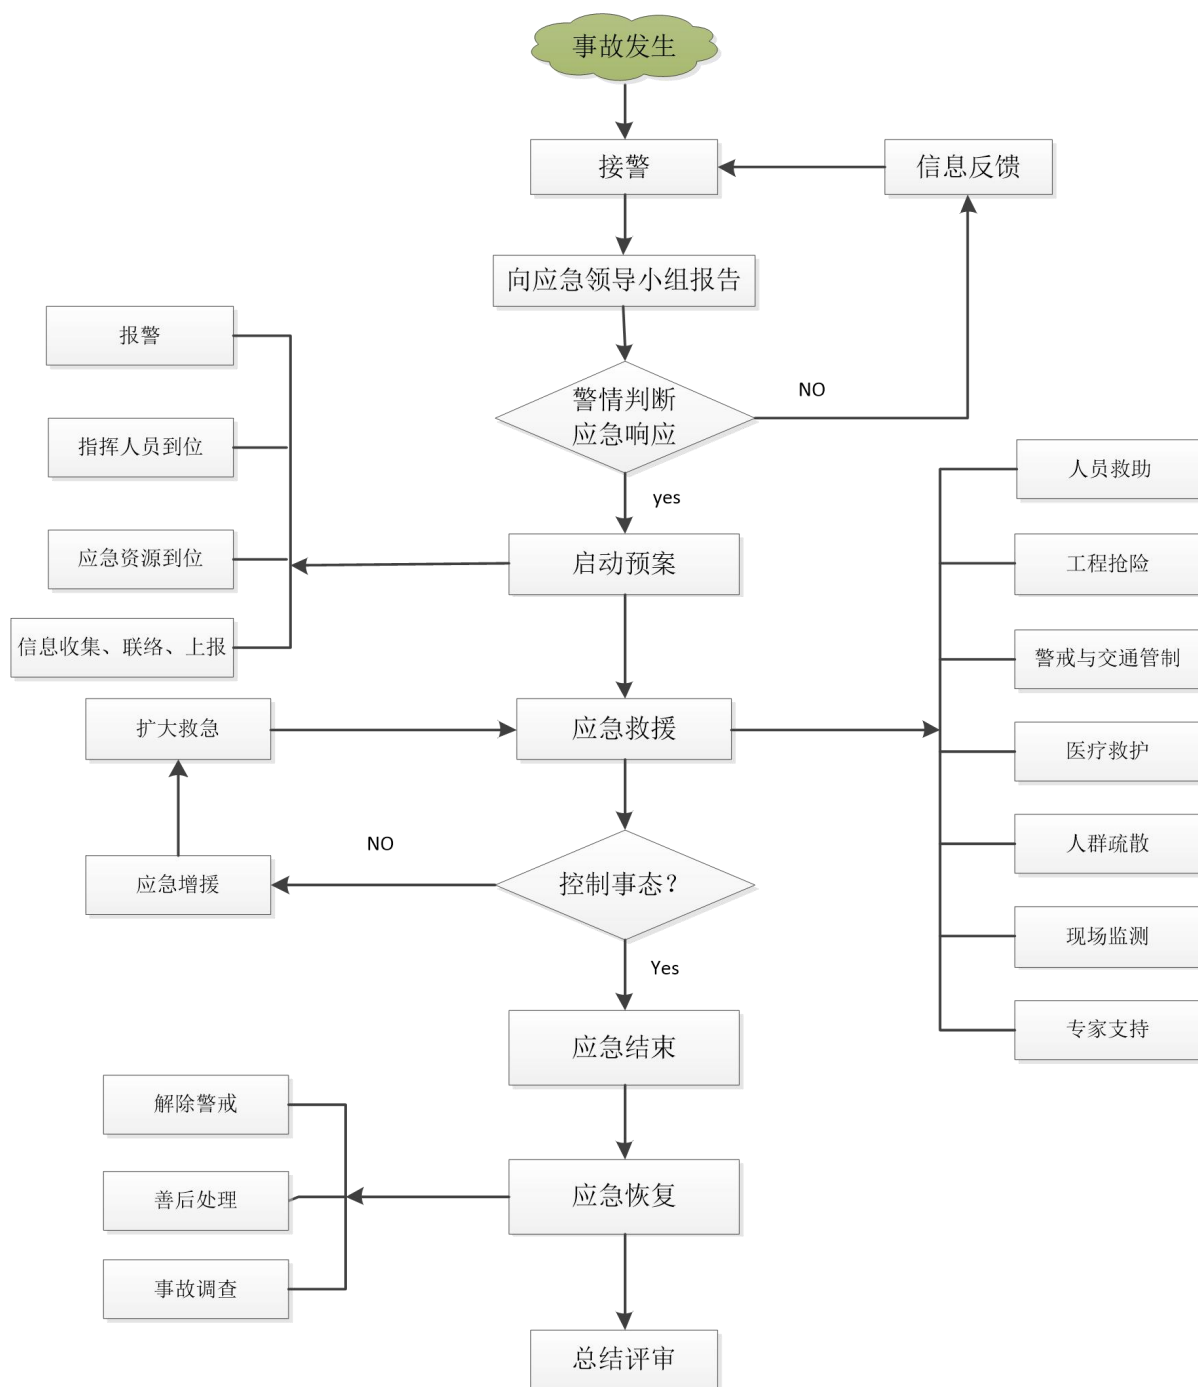 事故发生
接警
信息反馈
向应急领导小组报告
报警
警情判断
应急响应
NO
指挥人员到位
人员救助
yes
应急资源到位
启动预案
工程抢险
信息收集、联络、上报
警戒与交通管制
扩大救急
应急救援
医疗救护
NO
人群疏散
应急增援
控制事态？
现场监测
Yes
专家支持
应急结束
解除警戒
善后处理
应急恢复
事故调查
总结评审